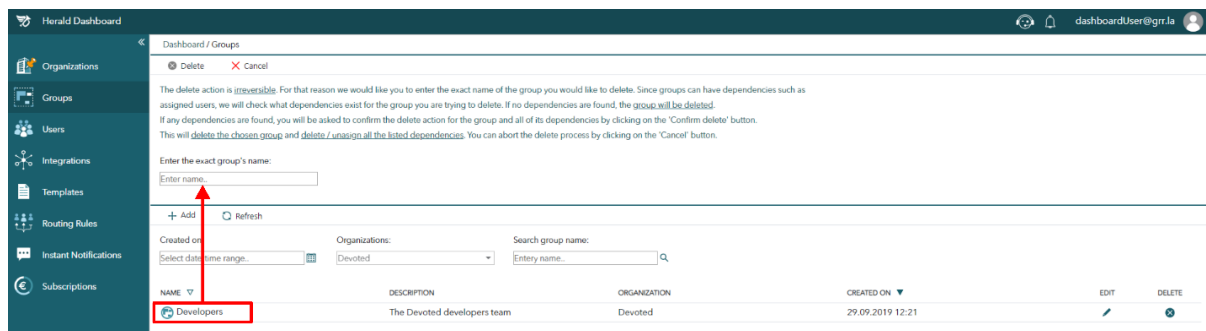 Herald Dashboard
dashboardUser@grr.la
Organizations
Groups
Users
Integrations
Templates
Routing Rules
Instant Notifications
Subscriptions
Dashboard / Groups
Delete Cancel
The delete action is irreversible. For that reason we would like you to enter the exact name of the group you would like to delete. Since groups can have dependencies such as
assigned users, we will check what dependencies exist for the group you are trying to delete. If no dependencies are found, the group will be deleted.
If any dependencies are found, you will be asked to confirm the delete action for the group and all of its dependencies by clicking on the 'Confirm delete' button.
This will delete the chosen group and delete / unasign all the listed dependencies. You can abort the delete process by clicking on the 'Cancel' button.
Enter the exact group's name:
Enter name..
Add Refresh
Created on Organizations: Search group name:
Select date time range.. Devoted Entery name..
NAME DESCRIPTION ORGANIZATION CREATED ON EDIT DELETE
Developers The Devoted developers team Devoted 29.09.2019 12:21